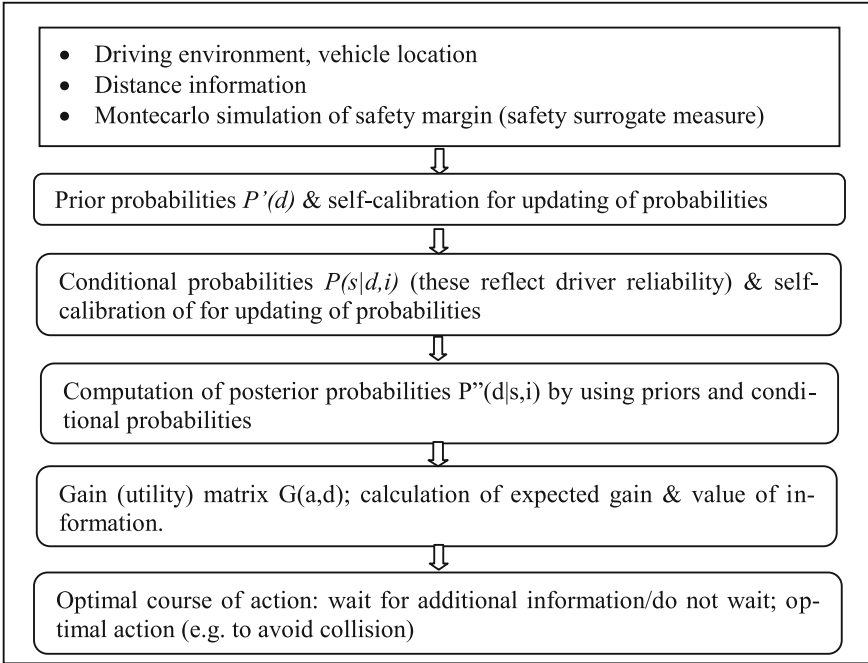 • Driving environment, vehicle location
• Distance information
• Montecarlo simulation of safety margin (safety surrogate measure)
Prior probabilities P’(d) & self-calibration for updating of probabilities
Conditional probabilities P(s|d,i) (these reflect driver reliability) & self-
calibration of for updating of probabilities
Computation of posterior probabilities P”(d|s,i) by using priors and condi-
tional probabilities
Gain (utility) matrix G(a,d); calculation of expected gain & value of in-
formation.
Optimal course of action: wait for additional information/do not wait; op-
timal action (e.g. to avoid collision)